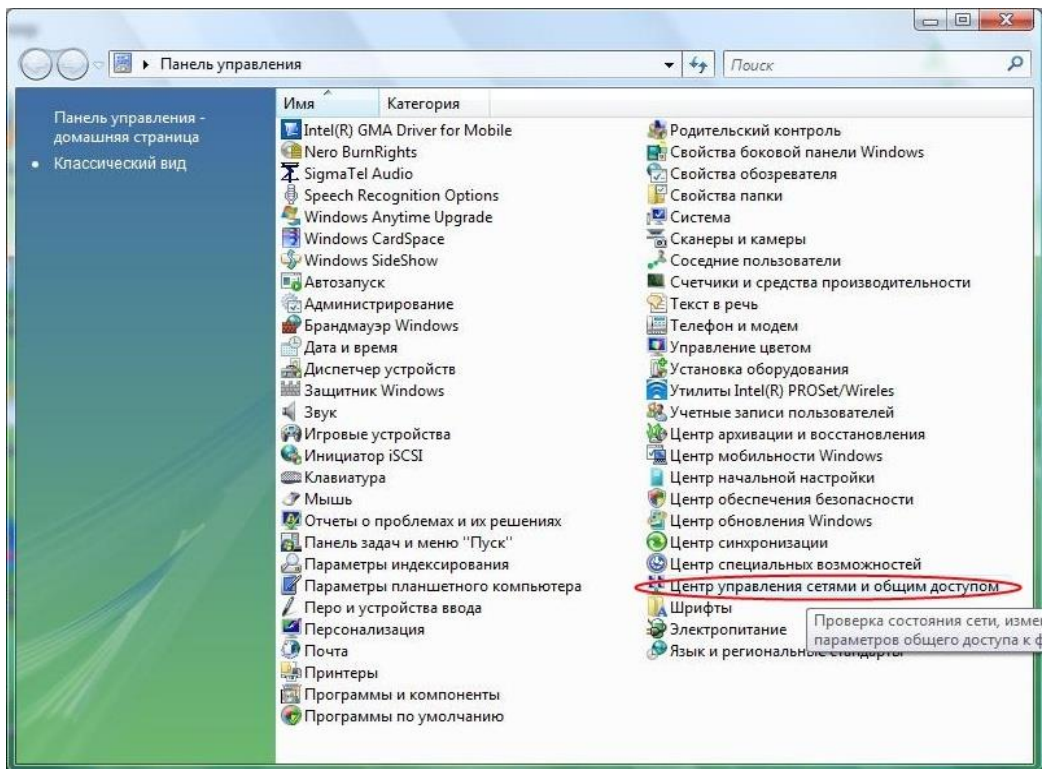 Панель управления
Поиск
Панель управления -
домашняя страница
Классический вид
Имя Категория
Intel(R) GMA Driver for Mobile
Nero BurnRights
SigmaTel Audio
Speech Recognition Options
Windows Anytime Upgrade
Windows CardSpace
Windows SideShow
Автозапуск
Администрирование
Брандмауэр Windows
Дата и время
Диспетчер устройств
Защитник Windows
Звук
Игровые устройства
Инициатор iSCSI
Клавиатура
Мышь
Отчеты о проблемах и их решениях
Панель задач и меню "Пуск"
Параметры индексирования
Параметры планшетного компьютера
Перо и устройства ввода
Персонализация
Почта
Принтеры
Программы и компоненты
Программы по умолчанию
Родительский контроль
Свойства боковой панели Windows
Свойства обозревателя
Свойства папки
Система
Сканеры и камеры
Соседние пользователи
Счетчики и средства производительности
Текст в речь
Телефон и модем
Управление цветом
Установка оборудования
Утилиты Intel(R) PROSet/Wireles
Учетные записи пользователей
Центр архивации и восстановления
Центр мобильности Windows
Центр начальной настройки
Центр обеспечения безопасности
Центр обновления Windows
Центр синхронизации
Центр специальных возможностей
Центр управления сетями и общим доступом
Шрифты
Электропитание
Язык и региональные стандарты
Проверка состояния сети, изме
параметров общего доступа к ф